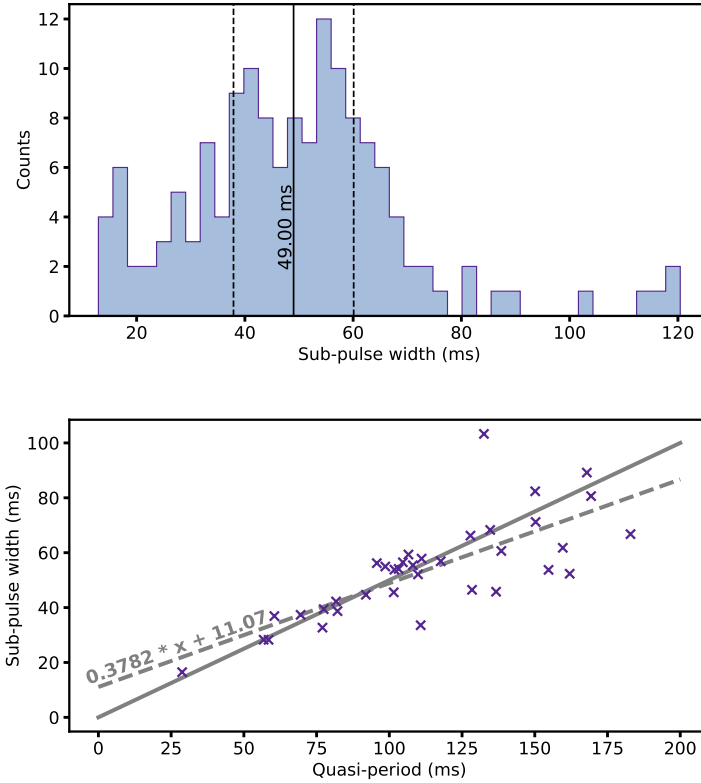 12
10
8
6
4
2
0
Counts
49.00 ms
20 40 60 80 100 120
Sub-pulse width (ms)
100
80
60
40
20
0
Sub-pulse width (ms)
0.3782 * x + 11.07
0 25 50 75 100 125 150 175 200
Quasi-period (ms)